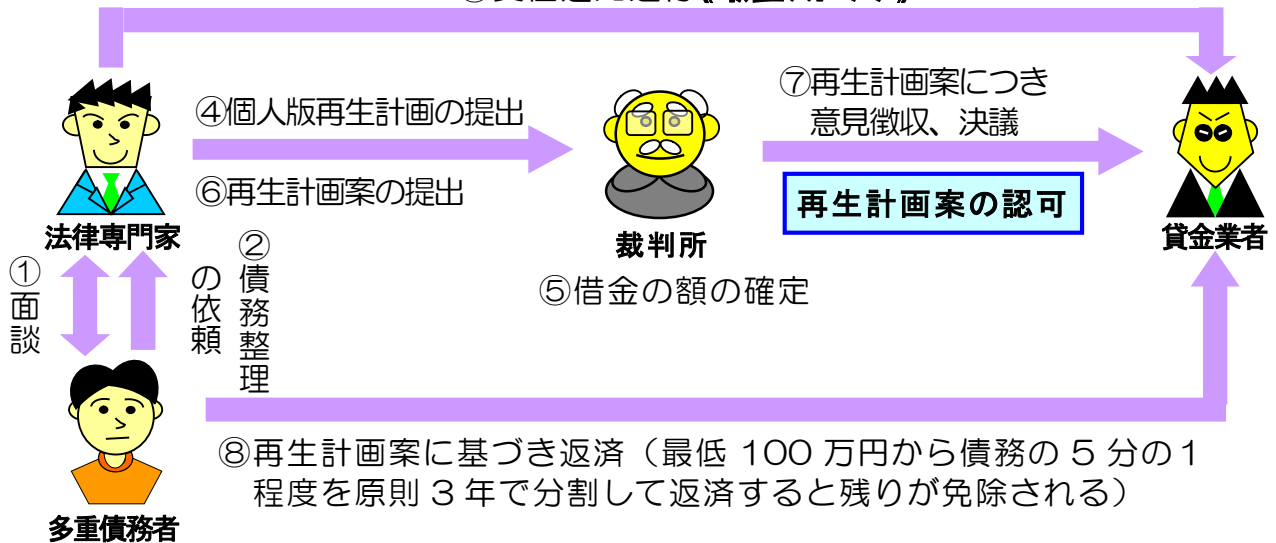 ④個人版再生計画の提出
⑥再生計画案の提出
⑦再生計画案につき
意見徴収、決議
再生計画案の認可
法律専門家
裁判所
貸金業者
⑤借金の額の確定
①面談
②債務整理
の依頼
⑧再生計画案に基づき返済（最低 100 万円から債務の 5 分の1
程度を原則 3 年で分割して返済すると残りが免除される）
多重債務者